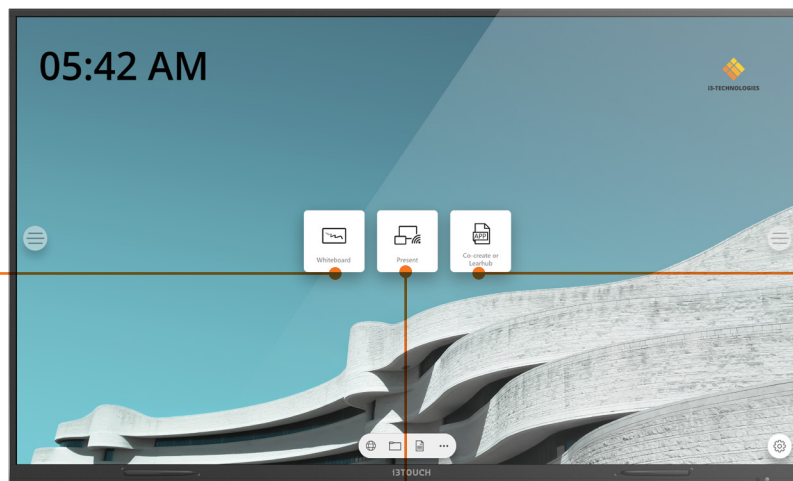 05:42 AM
I3-TECHNOLOGIES
Whiteboard
Present
APP
Co-create or
Learhub
I3TOUCH